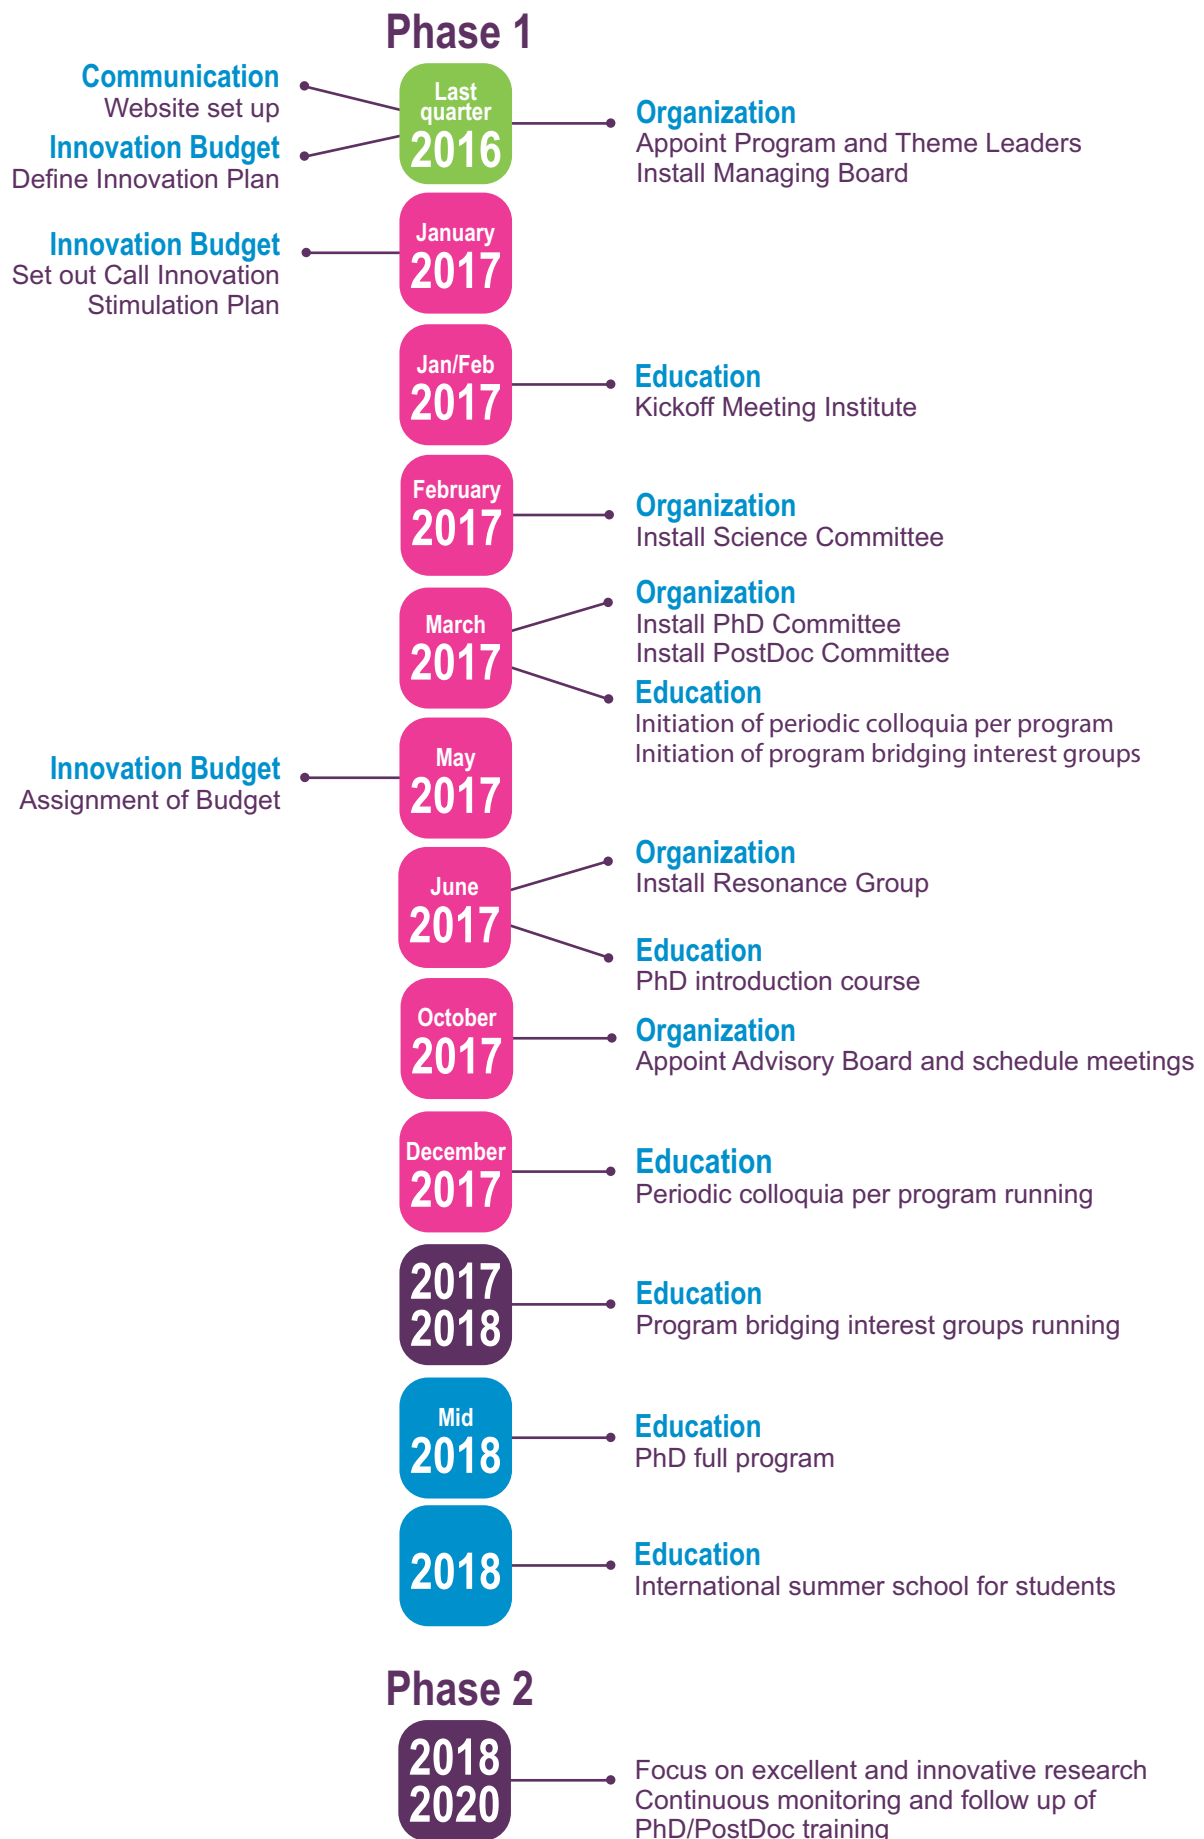 Phase 1
Communication
Website set up
Innovation Budget
Define Innovation Plan
Last
quarter
2016
Organization
Appoint Program and Theme Leaders
Install Managing Board
Innovation Budget
Set out Call Innovation
Stimulation Plan
January
2017
Jan/Feb
2017
Education
Kickoff Meeting Institute
February
2017
Organization
Install Science Committee
March
2017
Organization
Install PhD Committee
Install PostDoc Committee
Education
Initiation of periodic colloquia per program
Initiation of program bridging interest groups
Innovation Budget
Assignment of Budget
May
2017
June
2017
Organization
Install Resonance Group
Education
PhD introduction course
October
2017
Organization
Appoint Advisory Board and schedule meetings
December
2017
Education
Periodic colloquia per program running
2017
2018
Education
Program bridging interest groups running
Mid
2018
Education
PhD full program
2018
Education
International summer school for students
Phase 2
2018
2020
Focus on excellent and innovative research
Continuous monitoring and follow up of
PhD/PostDoc training